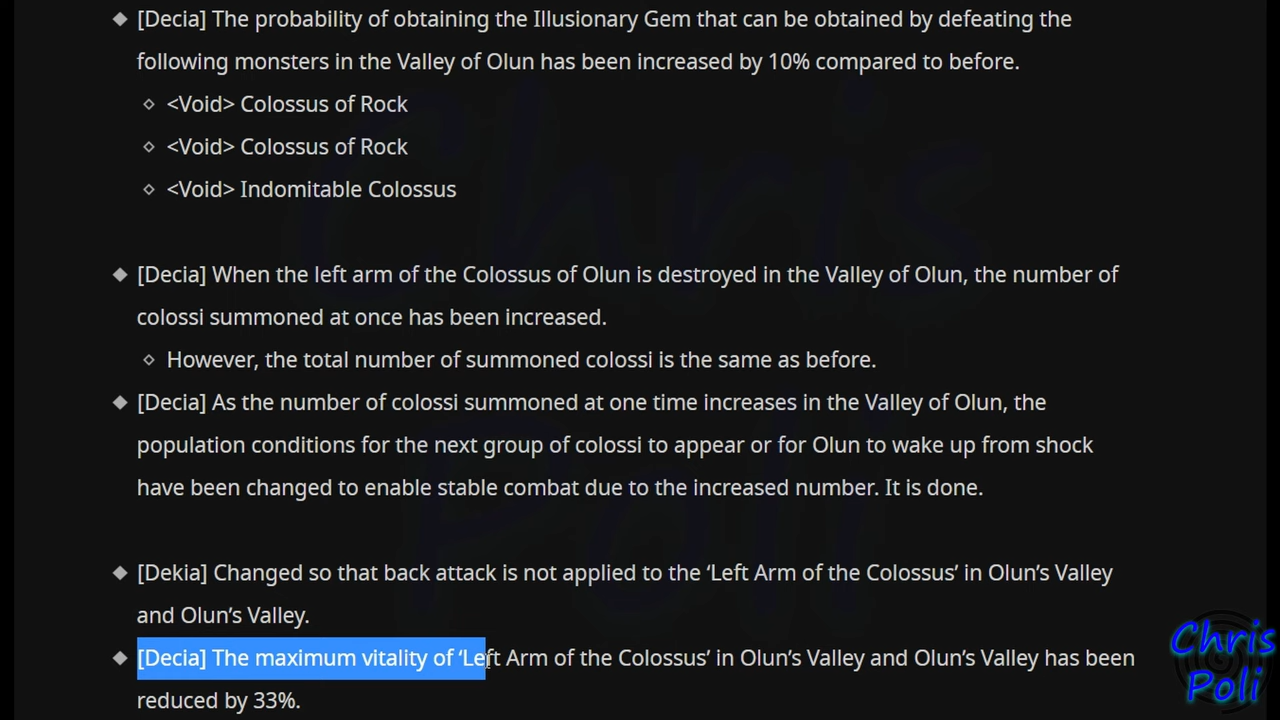 [Decia] The probability of obtaining the Illusionary Gem that can be obtained by defeating the
following monsters in the Valley of Olun has been increased by 10% compared to before.
<Void> Colossus of Rock
<Void> Colossus of Rock
<Void> Indomitable Colossus
[Decia] When the left arm of the Colossus of Olun is destroyed in the Valley of Olun, the number of
colossi summoned at once has been increased.
However, the total number of summoned colossi is the same as before.
[Decia] As the number of colossi summoned at one time increases in the Valley of Olun, the
population conditions for the next group of colossi to appear or for Olun to wake up from shock
have been changed to enable stable combat due to the increased number. It is done.
[Dekia] Changed so that back attack is not applied to the ‘Left Arm of the Colossus’ in Olun’s Valley
and Olun’s Valley.
[Decia] The maximum vitality of ‘Left Arm of the Colossus’ in Olun’s Valley and Olun’s Valley has been
reduced by 33%.
Chris
Poli